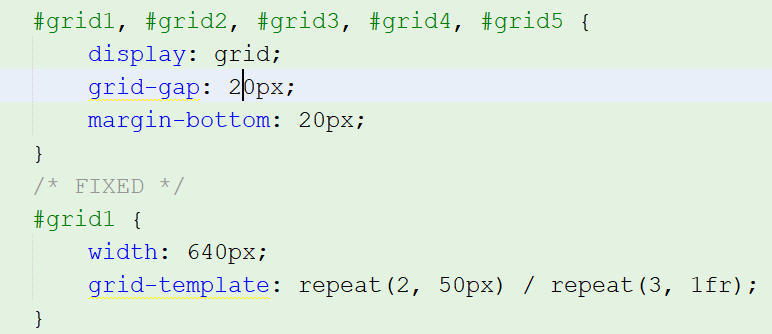 #grid1, #grid2, #grid3, #grid4, #grid5 {
display: grid;
grid-gap: 20px;
margin-bottom: 20px;
}
/* FIXED */
#grid1 {
width: 640px;
grid-template: repeat(2, 50px) / repeat(3, 1fr);
}